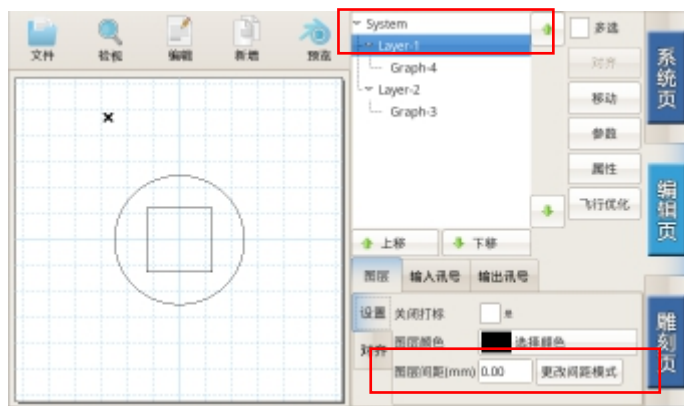 文件 检视 编辑 新增 预览
System
Layer-1
Graph-4
Layer-2
Graph-3
上移 下移
多选
对齐
移动
参数
属性
飞行优化
图层 输入讯号 输出讯号
设置
对齐
关闭打标 是
图层颜色 选择颜色
图层间距(mm) 0.00 更改间距模式
系统页
编辑页
雕刻页